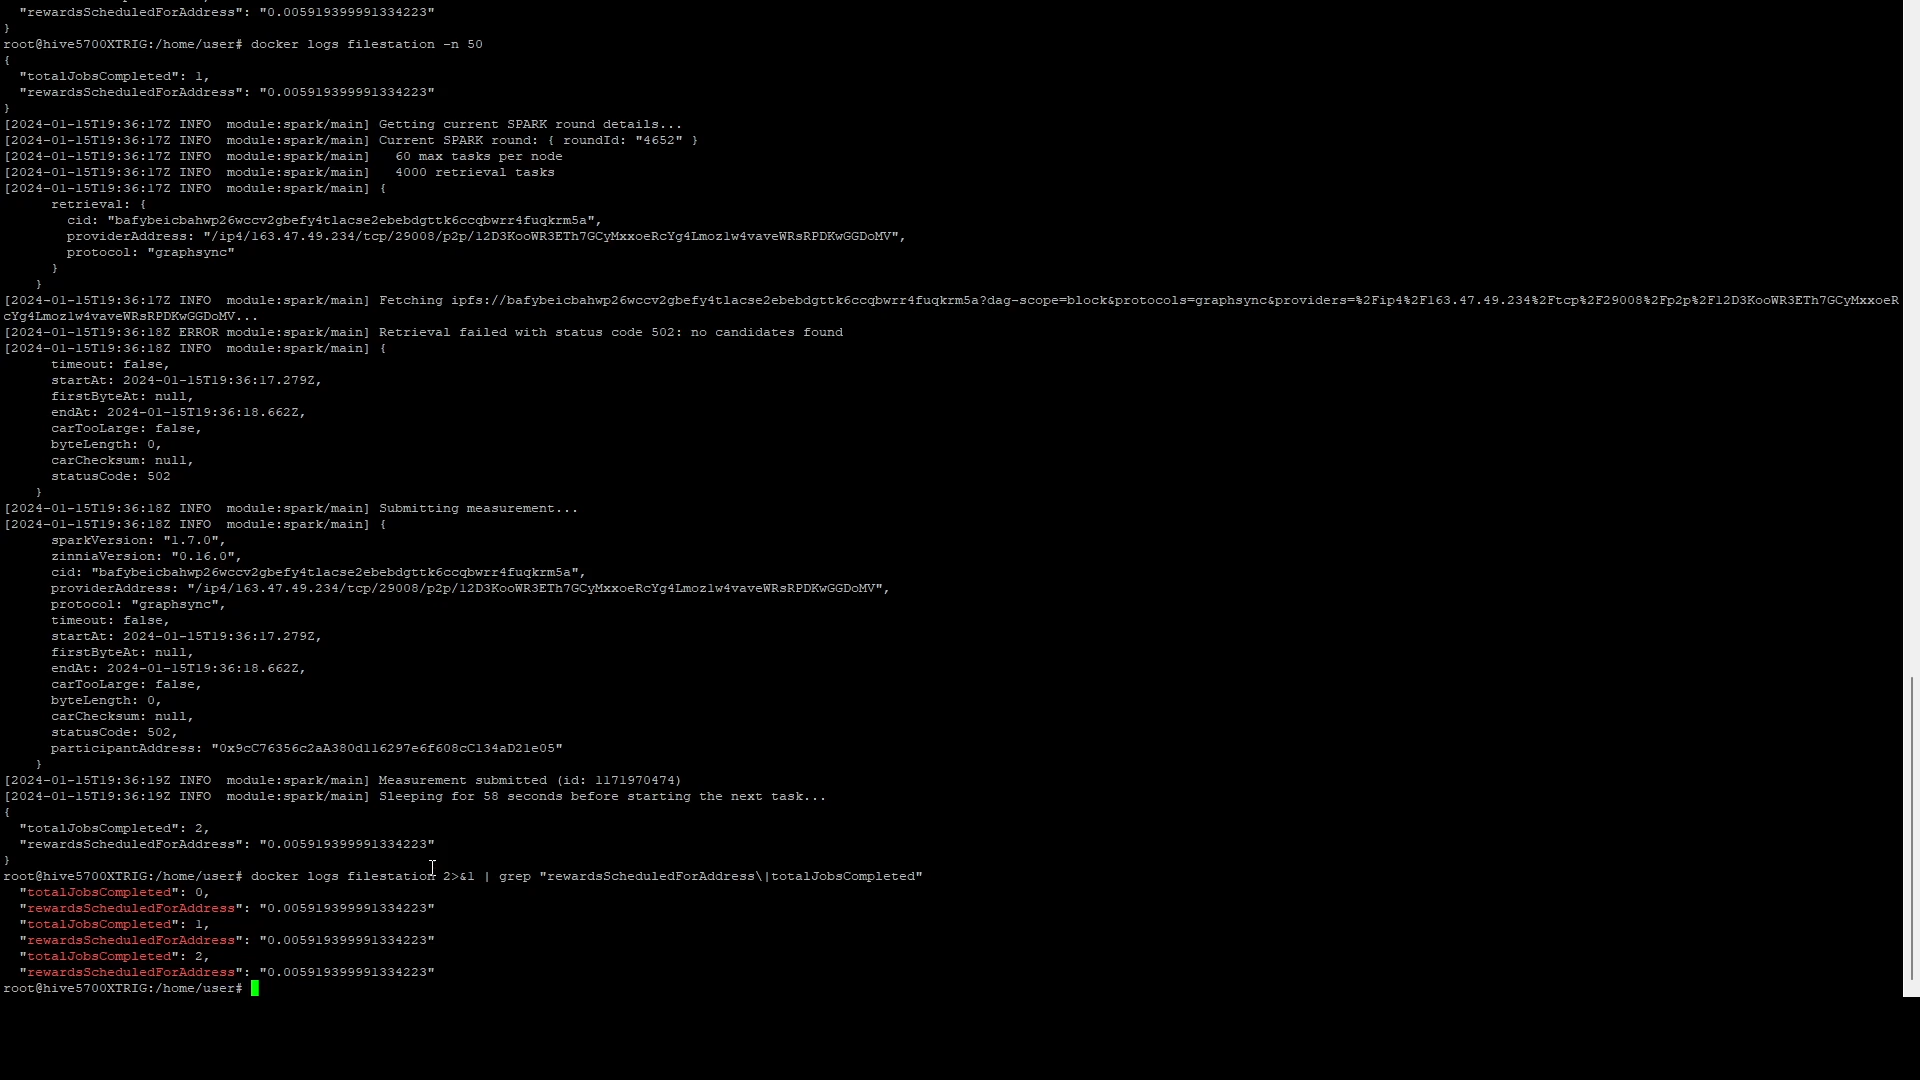 "rewardsScheduledForAddress": "0.005919399991334223"
}
root@hive5700XTRIG:/home/user# docker logs filestation -n 50
{
  "totalJobsCompleted": 1,
  "rewardsScheduledForAddress": "0.005919399991334223"
}
[2024-01-15T19:36:17Z INFO  module:spark/main] Getting current SPARK round details...
[2024-01-15T19:36:17Z INFO  module:spark/main] Current SPARK round: { roundId: "4652" }
[2024-01-15T19:36:17Z INFO  module:spark/main]   60 max tasks per node
[2024-01-15T19:36:17Z INFO  module:spark/main]   4000 retrieval tasks
[2024-01-15T19:36:17Z INFO  module:spark/main] {
      retrieval: {
        cid: "bafybeicbahwp26wccv2gbefy4tlacse2ebebdgttk6ccqbwrr4fuqkrm5a",
        providerAddress: "/ip4/163.47.49.234/tcp/29008/p2p/12D3KooWR3ETh7GCyMxxoeRcYg4Lmoz1w4vaveWRsRPDKwGGDoMV",
        protocol: "graphsync"
      }
    }
[2024-01-15T19:36:17Z INFO  module:spark/main] Fetching ipfs://bafybeicbahwp26wccv2gbefy4tlacse2ebebdgttk6ccqbwrr4fuqkrm5a?dag-scope=block&protocols=graphsync&providers=%2Fip4%2F163.47.49.234%2Ftcp%2F29008%2Fp2p%2F12D3KooWR3ETh7GCyMxxoeR
cYg4Lmoz1w4vaveWRsRPDKwGGDoMV...
[2024-01-15T19:36:18Z ERROR module:spark/main] Retrieval failed with status code 502: no candidates found
[2024-01-15T19:36:18Z INFO  module:spark/main] {
      timeout: false,
      startAt: 2024-01-15T19:36:17.279Z,
      firstByteAt: null,
      endAt: 2024-01-15T19:36:18.662Z,
      carTooLarge: false,
      byteLength: 0,
      carChecksum: null,
      statusCode: 502
    }
[2024-01-15T19:36:18Z INFO  module:spark/main] Submitting measurement...
[2024-01-15T19:36:18Z INFO  module:spark/main] {
      sparkVersion: "1.7.0",
      zinniaVersion: "0.16.0",
      cid: "bafybeicbahwp26wccv2gbefy4tlacse2ebebdgttk6ccqbwrr4fuqkrm5a",
      providerAddress: "/ip4/163.47.49.234/tcp/29008/p2p/12D3KooWR3ETh7GCyMxxoeRcYg4Lmoz1w4vaveWRsRPDKwGGDoMV",
      protocol: "graphsync",
      timeout: false,
      startAt: 2024-01-15T19:36:17.279Z,
      firstByteAt: null,
      endAt: 2024-01-15T19:36:18.662Z,
      carTooLarge: false,
      byteLength: 0,
      carChecksum: null,
      statusCode: 502,
      participantAddress: "0x9cC76356c2aA380d116297e6f608cC134aD21e05"
    }
[2024-01-15T19:36:19Z INFO  module:spark/main] Measurement submitted (id: 1171970474)
[2024-01-15T19:36:19Z INFO  module:spark/main] Sleeping for 58 seconds before starting the next task...
{
  "totalJobsCompleted": 2,
  "rewardsScheduledForAddress": "0.005919399991334223"
}
root@hive5700XTRIG:/home/user# docker logs filestation 2>&1 | grep "rewardsScheduledForAddress\|totalJobsCompleted"
  "totalJobsCompleted": 0,
  "rewardsScheduledForAddress": "0.005919399991334223"
  "totalJobsCompleted": 1,
  "rewardsScheduledForAddress": "0.005919399991334223"
  "totalJobsCompleted": 2,
  "rewardsScheduledForAddress": "0.005919399991334223"
root@hive5700XTRIG:/home/user#